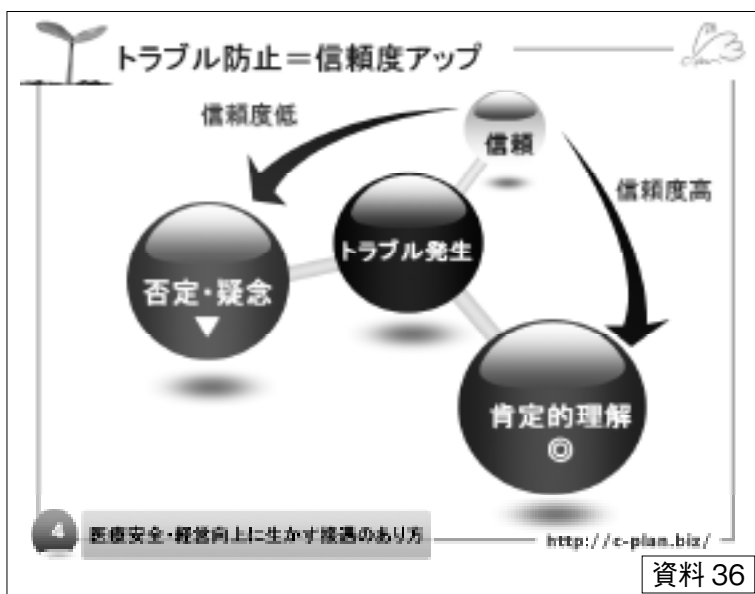 トラブル防止＝信頼度アップ
信頼度低
信頼
信頼度高
トラブル発生
否定・疑念
▼
肯定的理解
◎
4
医療安全・経営向上に生かす接遇のあり方
http://c-plan.biz/
資料 36